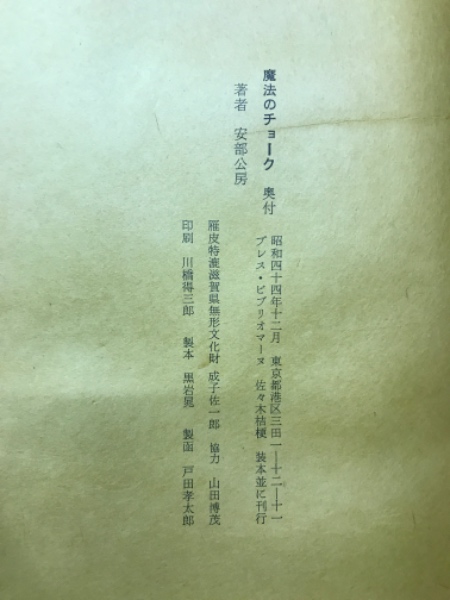 魔法のチョーク 奥付
著者 安部公房
昭和四十四年十二月 東京都港区三田一―十二―十一
プレス・ビブリオマーヌ 佐々木桔梗 装本並に刊行
雁皮特漉滋賀県無形文化財 成子佐一郎 協力 山田博茂
印刷 川橋得三郎 製本 黒岩晃 製函 戸田孝太郎